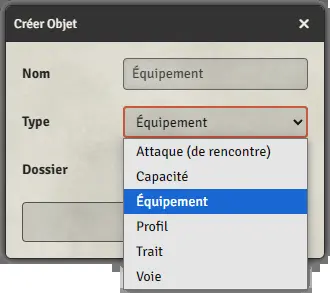 Créer Objet ×
Nom Équipement
Type Équipement
Dossier
Attaque (de rencontre)
Capacité
Équipement
Profil
Trait
Voie